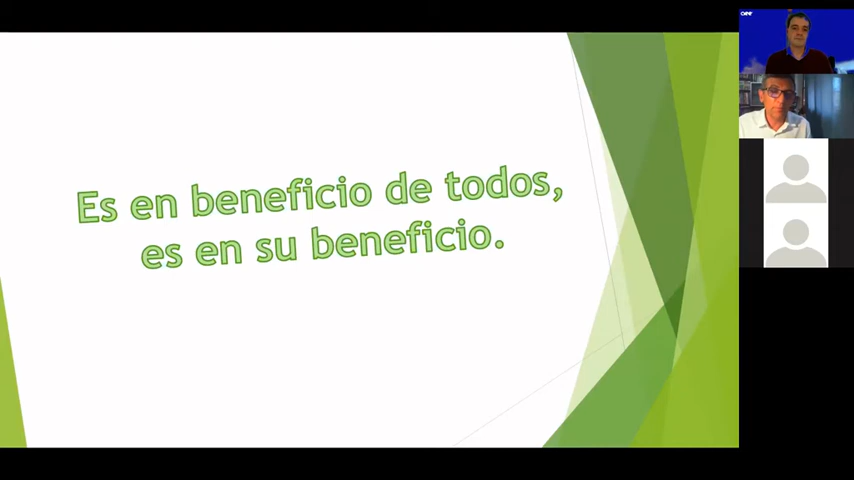 Es en beneficio de todos,
es en su beneficio.